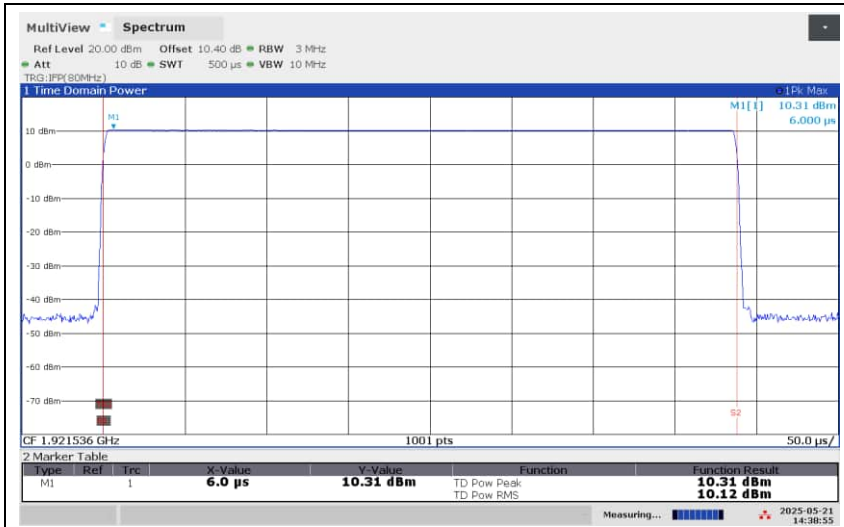 MultiView Spectrum
Ref Level 20.00 dBm Offset 10.40 dB RBW 3 MHz
Att 10 dB SWT 500 µs VBW 10 MHz
TRG:IFP(80MHz)
1 Time Domain Power 1Pk Max
M1[1] 10.31 dBm
6.000 µs
M1
10 dBm
0 dBm
-10 dBm
-20 dBm
-30 dBm
-40 dBm
-50 dBm
-60 dBm
-70 dBm
S2
CF 1.921536 GHz 1001 pts 50.0 µs/
2 Marker Table
Type Ref Trc X-Value Y-Value Function Function Result
M1 1 6.0 µs 10.31 dBm TD Pow Peak 10.31 dBm
TD Pow RMS 10.12 dBm
Measuring... 2025-05-21
14:38:55